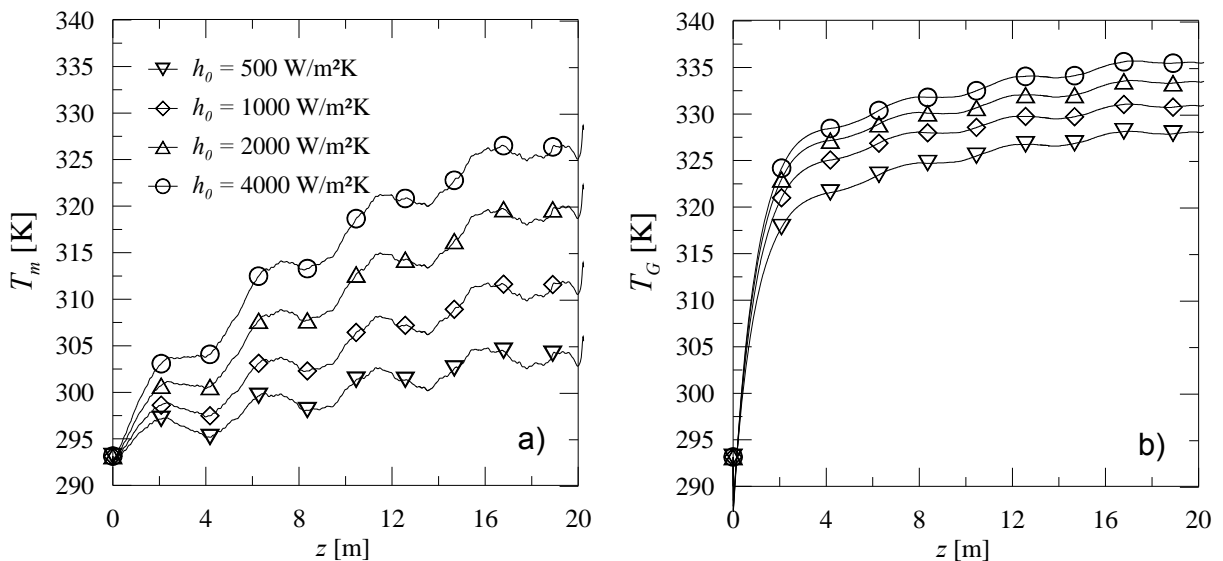 340
335
330
325
320
315
310
305
300
295
290
T_m [K]
h_0 = 500 W/m²K
h_0 = 1000 W/m²K
h_0 = 2000 W/m²K
h_0 = 4000 W/m²K
a)
0 4 8 12 16 20
z [m]
340
335
330
325
320
315
310
305
300
295
290
T_G [K]
b)
0 4 8 12 16 20
z [m]